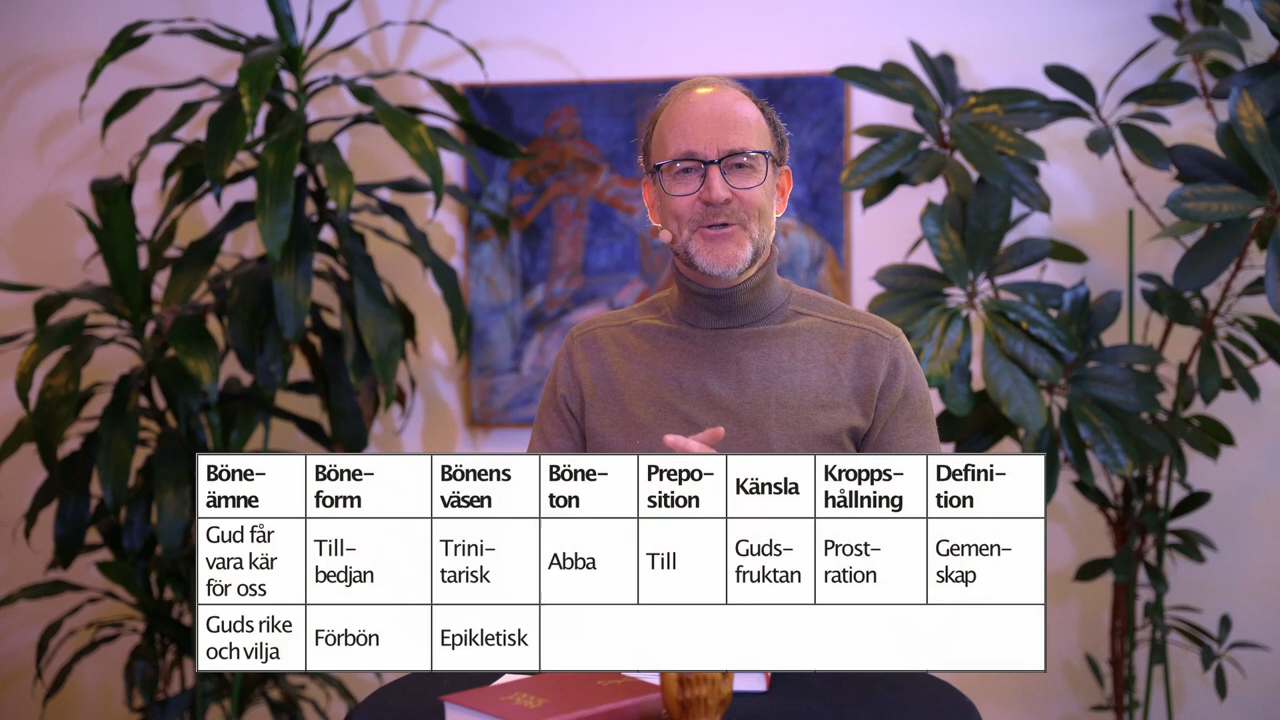 Böne-
ämne
Böne-
form
Bönens
väsen
Böne-
ton
Prepo-
sition
Känsla
Kropps-
hållning
Defini-
tion
Gud får
vara kär
för oss
Till-
bedjan
Trini-
tarisk
Abba
Till
Guds-
fruktan
Prost-
ration
Gemen-
skap
Guds rike
och vilja
Förbön
Epikletisk